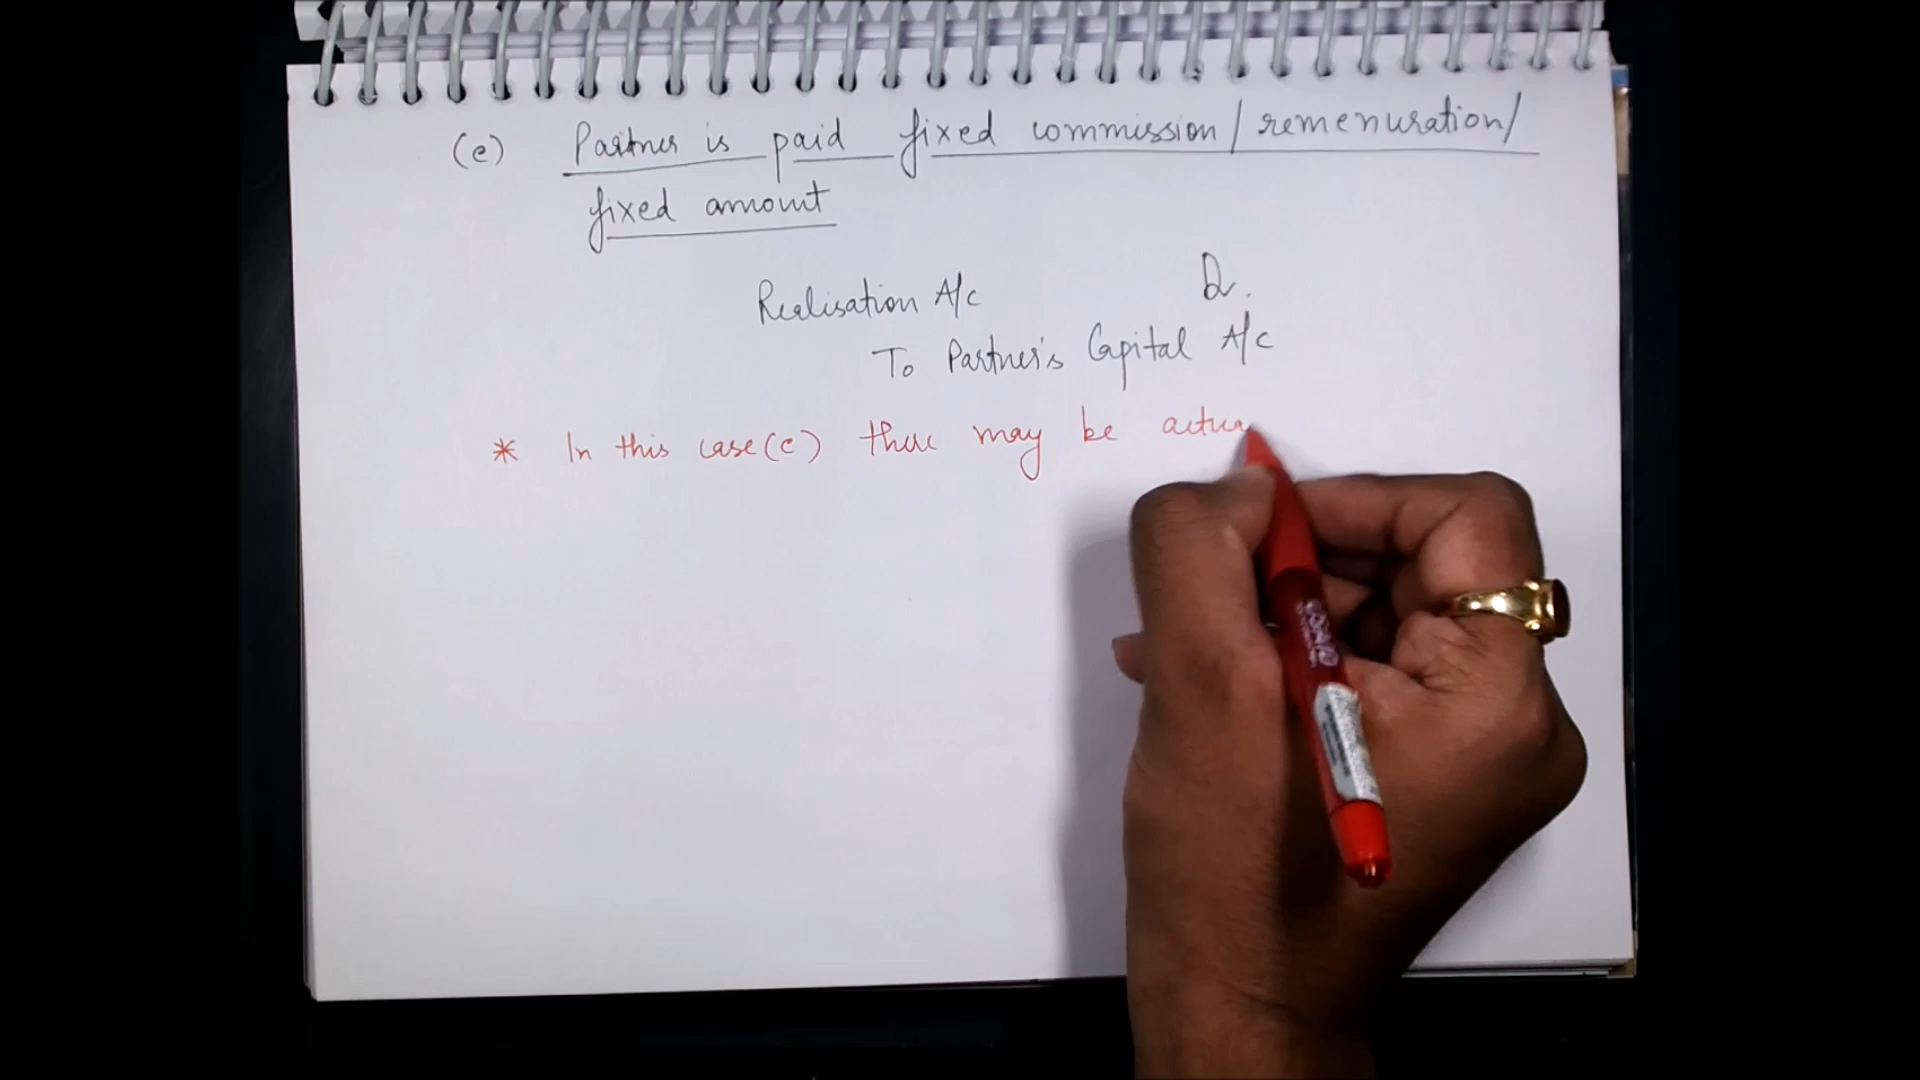 (e) Partner is paid fixed commission/remenuration/
fixed amount
Realisation A/c Dr.
To Partner's Capital A/c
* In this case(e) there may be actua